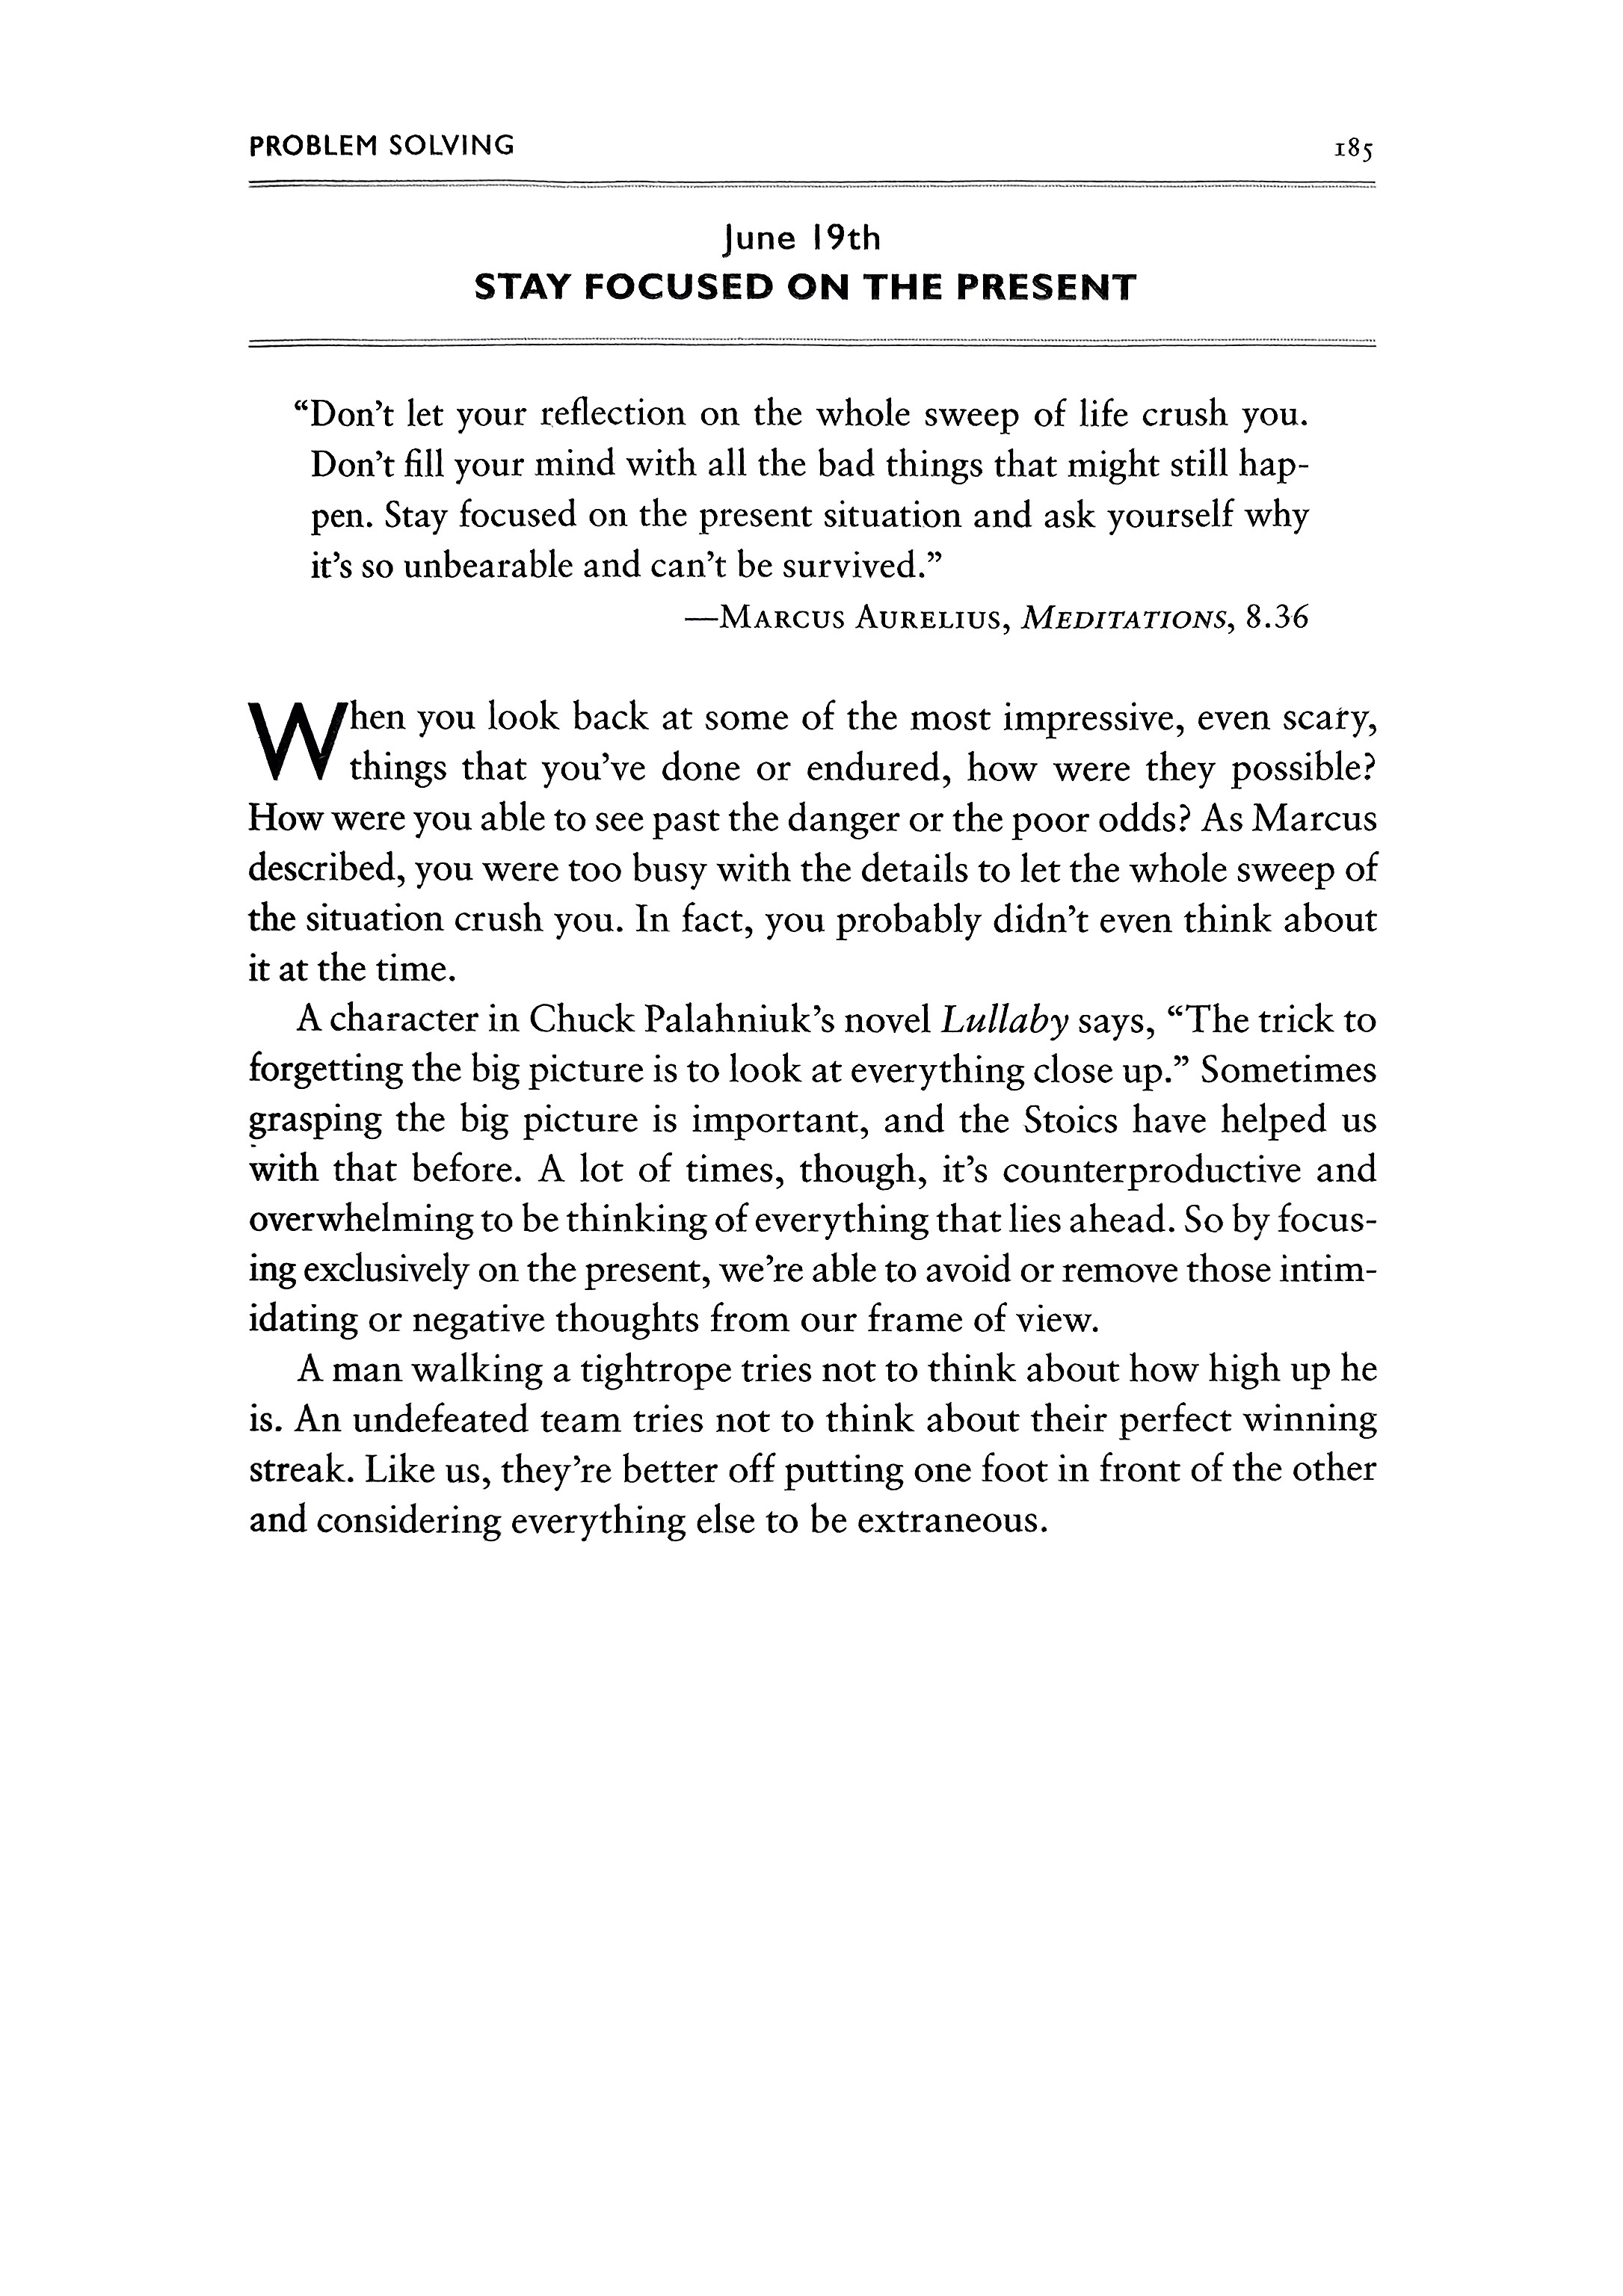 PROBLEM SOLVING 185
June 19th
STAY FOCUSED ON THE PRESENT
“Don’t let your reflection on the whole sweep of life crush you.
Don’t fill your mind with all the bad things that might still hap-
pen. Stay focused on the present situation and ask yourself why
it’s so unbearable and can’t be survived.”
—MARCUS AURELIUS, MEDITATIONS, 8.36
When you look back at some of the most impressive, even scary,
things that you’ve done or endured, how were they possible?
How were you able to see past the danger or the poor odds? As Marcus
described, you were too busy with the details to let the whole sweep of
the situation crush you. In fact, you probably didn’t even think about
it at the time.
A character in Chuck Palahniuk’s novel Lullaby says, “The trick to
forgetting the big picture is to look at everything close up.” Sometimes
grasping the big picture is important, and the Stoics have helped us
with that before. A lot of times, though, it’s counterproductive and
overwhelming to be thinking of everything that lies ahead. So by focus-
ing exclusively on the present, we’re able to avoid or remove those intim-
idating or negative thoughts from our frame of view.
A man walking a tightrope tries not to think about how high up he
is. An undefeated team tries not to think about their perfect winning
streak. Like us, they’re better off putting one foot in front of the other
and considering everything else to be extraneous.